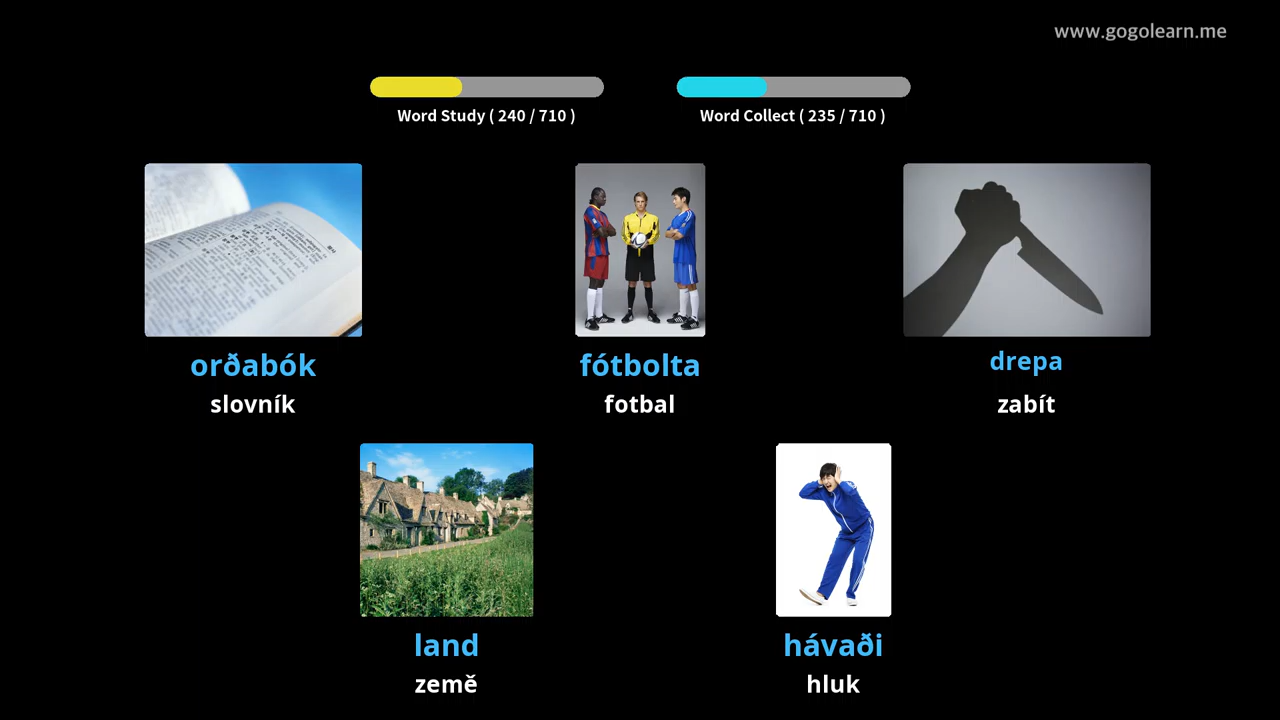 www.gogolearn.me
Word Study ( 240 / 710 )
Word Collect ( 235 / 710 )
orðabók
slovník
fótbolta
fotbal
drepa
zabít
land
země
hávaði
hluk